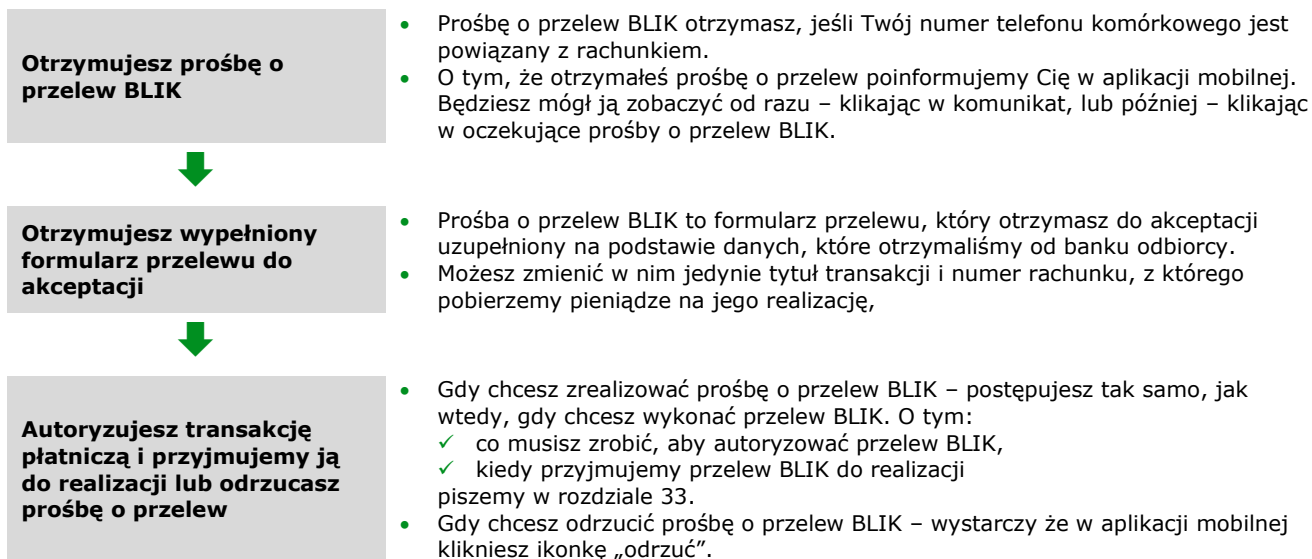 Otrzymujesz prośbę o
przelew BLIK
• Prośbę o przelew BLIK otrzymasz, jeśli Twój numer telefonu komórkowego jest
powiązany z rachunkiem.
• O tym, że otrzymałeś prośbę o przelew poinformujemy Cię w aplikacji mobilnej.
Będziesz mógł ją zobaczyć od razu – klikając w komunikat, lub później – klikając
w oczekujące prośby o przelew BLIK.
Otrzymujesz wypełniony
formularz przelewu do
akceptacji
• Prośba o przelew BLIK to formularz przelewu, który otrzymasz do akceptacji
uzupełniony na podstawie danych, które otrzymaliśmy od banku odbiorcy.
• Możesz zmienić w nim jedynie tytuł transakcji i numer rachunku, z którego
pobierzemy pieniądze na jego realizację,
Autoryzujesz transakcję
płatniczą i przyjmujemy ją
do realizacji lub odrzucasz
prośbę o przelew
• Gdy chcesz zrealizować prośbę o przelew BLIK – postępujesz tak samo, jak
wtedy, gdy chcesz wykonać przelew BLIK. O tym:
✓ co musisz zrobić, aby autoryzować przelew BLIK,
✓ kiedy przyjmujemy przelew BLIK do realizacji
piszemy w rozdziale 33.
• Gdy chcesz odrzucić prośbę o przelew BLIK – wystarczy że w aplikacji mobilnej
klikniesz ikonkę „odrzuć”.